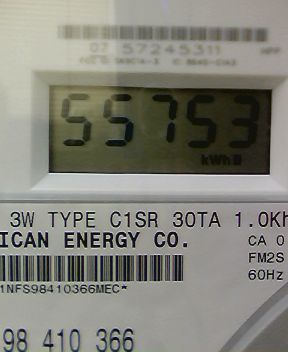 07 57245311
55753
kWh
3W TYPE C1SR 30TA 1.0Kh
ICAN ENERGY CO.
CA 0
FM2S
60Hz
1NFS98410366MEC*
98 410 366